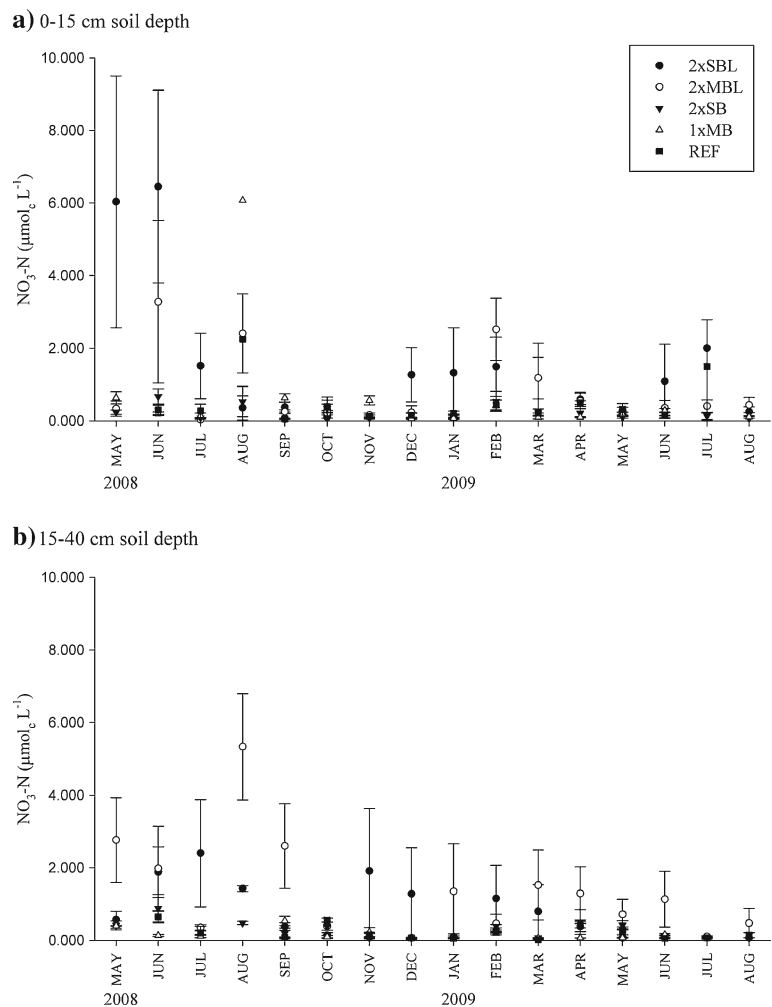 a) 0-15 cm soil depth
10.000
8.000
6.000
4.000
2.000
0.000
NO3-N (μmolc L-1)
2xSBL
2xMBL
2xSB
1xMB
REF
MAY JUN JUL AUG SEP OCT NOV DEC JAN FEB MAR APR MAY JUN JUL AUG
2008 2009
b) 15-40 cm soil depth
10.000
8.000
6.000
4.000
2.000
0.000
NO3-N (μmolc L-1)
MAY JUN JUL AUG SEP OCT NOV DEC JAN FEB MAR APR MAY JUN JUL AUG
2008 2009